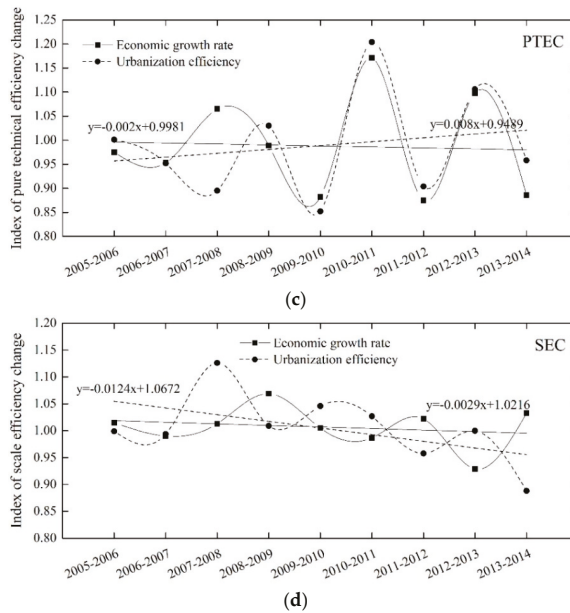 Index of pure technical efficiency change
1.25
1.20
1.15
1.10
1.05
1.00
0.95
0.90
0.85
0.80
Economic growth rate
Urbanization efficiency
PTEC
y=-0.002x+0.9981
y=0.008x+0.9489
2005-2006
2006-2007
2007-2008
2008-2009
2009-2010
2010-2011
2011-2012
2012-2013
2013-2014
(c)
Index of scale efficiency change
1.20
1.15
1.10
1.05
1.00
0.95
0.90
0.85
0.80
Economic growth rate
Urbanization efficiency
SEC
y=-0.0124x+1.0672
y=-0.0029x+1.0216
2005-2006
2006-2007
2007-2008
2008-2009
2009-2010
2010-2011
2011-2012
2012-2013
2013-2014
(d)